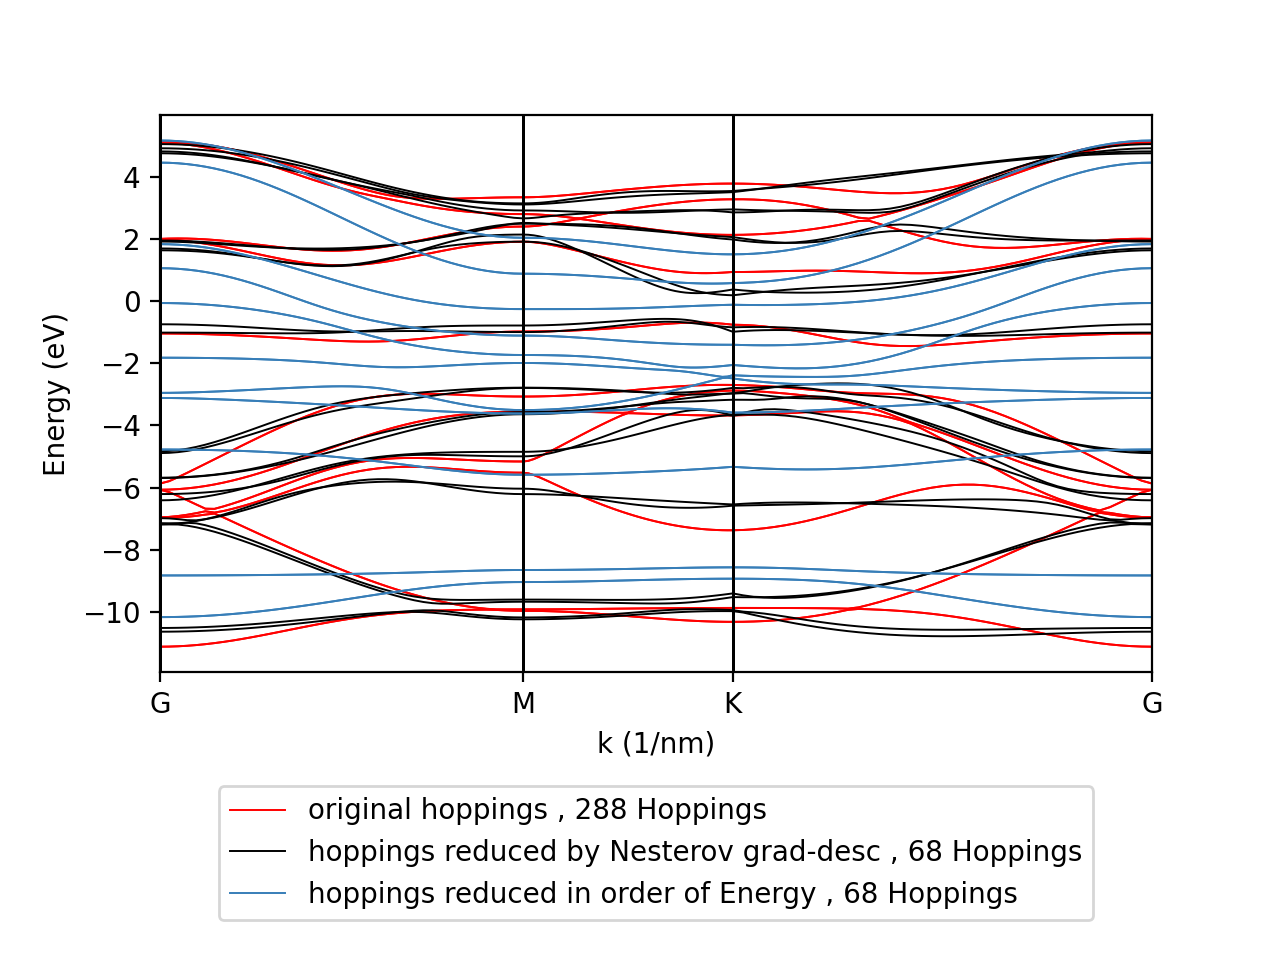 4
2
0
−2
−4
−6
−8
−10
Energy (eV)
G M K G
k (1/nm)
original hoppings , 288 Hoppings
hoppings reduced by Nesterov grad-desc , 68 Hoppings
hoppings reduced in order of Energy , 68 Hoppings